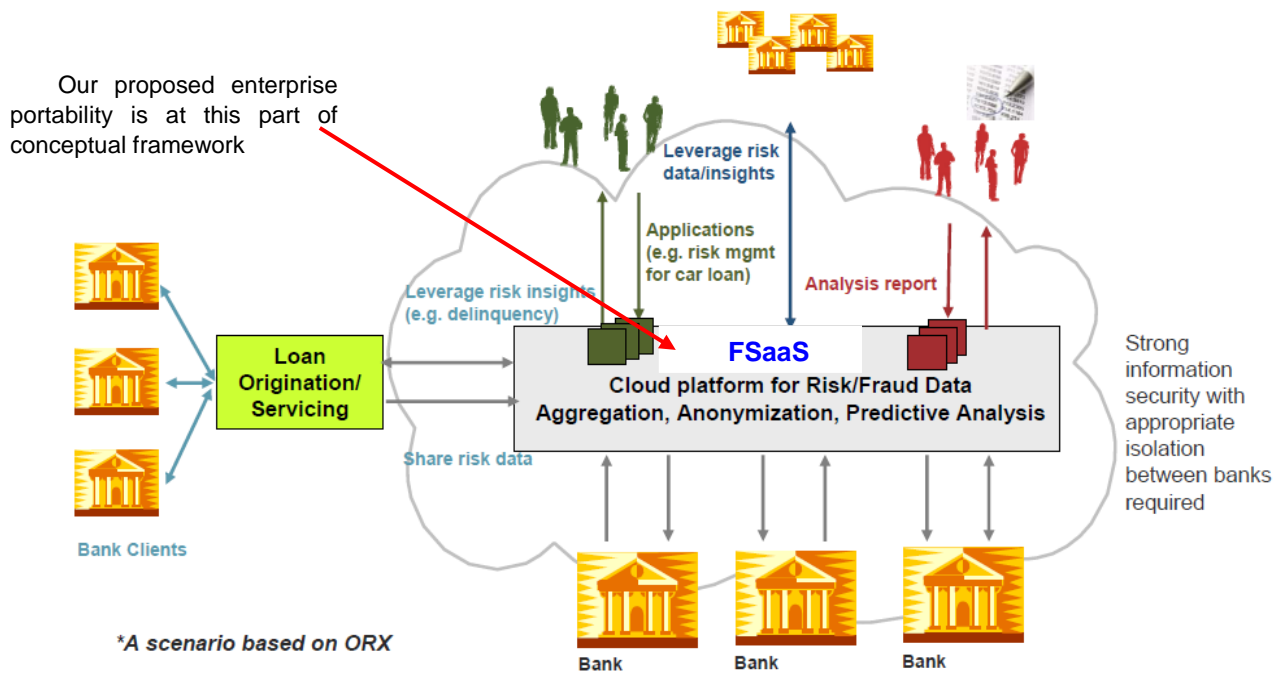 Our proposed enterprise
portability is at this part of
conceptual framework
Leverage risk
data/insights
Applications
(e.g. risk mgmt
for car loan)
Analysis report
Leverage risk insights
(e.g. delinquency)
Loan
Origination/
Servicing
FSaaS
Cloud platform for Risk/Fraud Data
Aggregation, Anonymization, Predictive Analysis
Strong
information
security with
appropriate
isolation
between banks
required
Share risk data
Bank Clients
*A scenario based on ORX
Bank
Bank
Bank